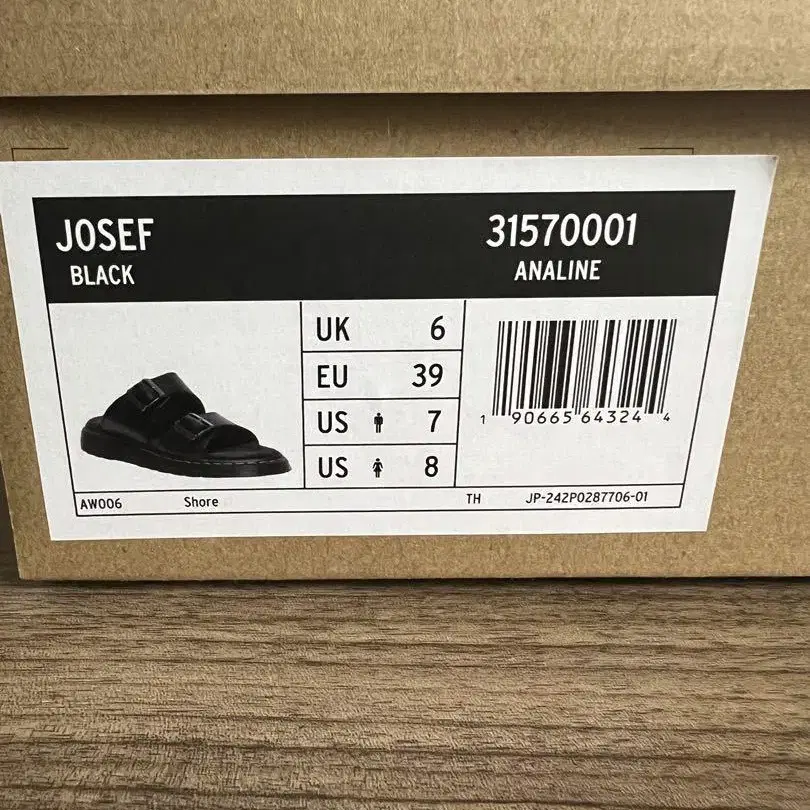 JOSEF
BLACK
31570001
ANALINE
UK 6
EU 39
US 7
US 8
1 90665 64324 4
AW006 Shore TH JP-242P0287706-01